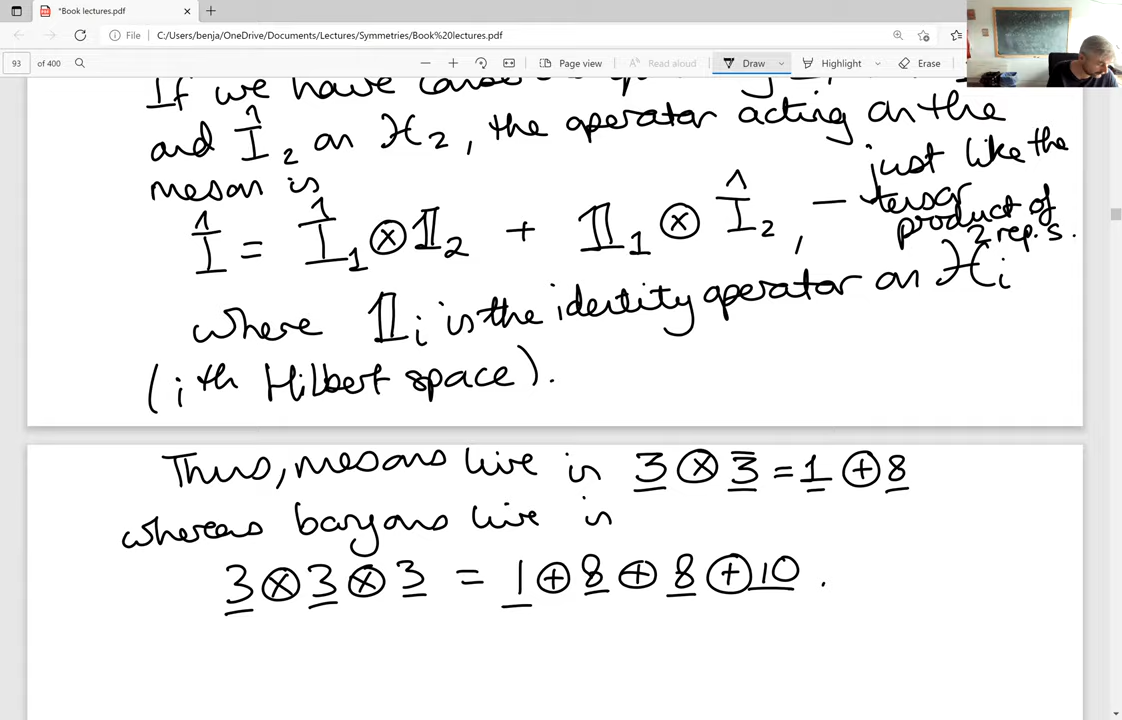 *Book lectures.pdf
File
C:/Users/benja/OneDrive/Documents/Lectures/Symmetries/Book%20lectures.pdf
93 of 400
Page view
Read aloud
Draw
Highlight
Erase
If we have
and Î₂ on ℋ₂, the operator acting on the
meson is
Î = Î₁ ⊗ 𝟙₂ + 𝟙₁ ⊗ Î₂, — just like the
tensor
product of
2 rep.s.
where 𝟙ᵢ is the identity operator on ℋᵢ
(ith Hilbert space).
Thus, mesons live in 3 ⊗ 3̅ = 1 ⊕ 8
whereas baryons live in
3 ⊗ 3 ⊗ 3 = 1 ⊕ 8 ⊕ 8 ⊕ 10.